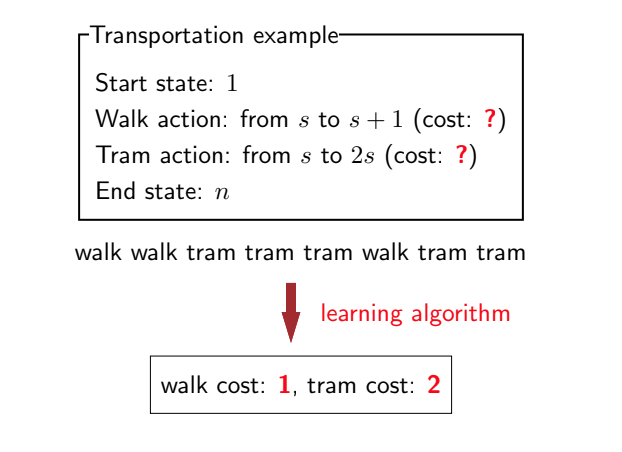 Transportation example
Start state: 1
Walk action: from s to s + 1 (cost: ?)
Tram action: from s to 2s (cost: ?)
End state: n
walk walk tram tram tram walk tram tram
learning algorithm
walk cost: 1, tram cost: 2